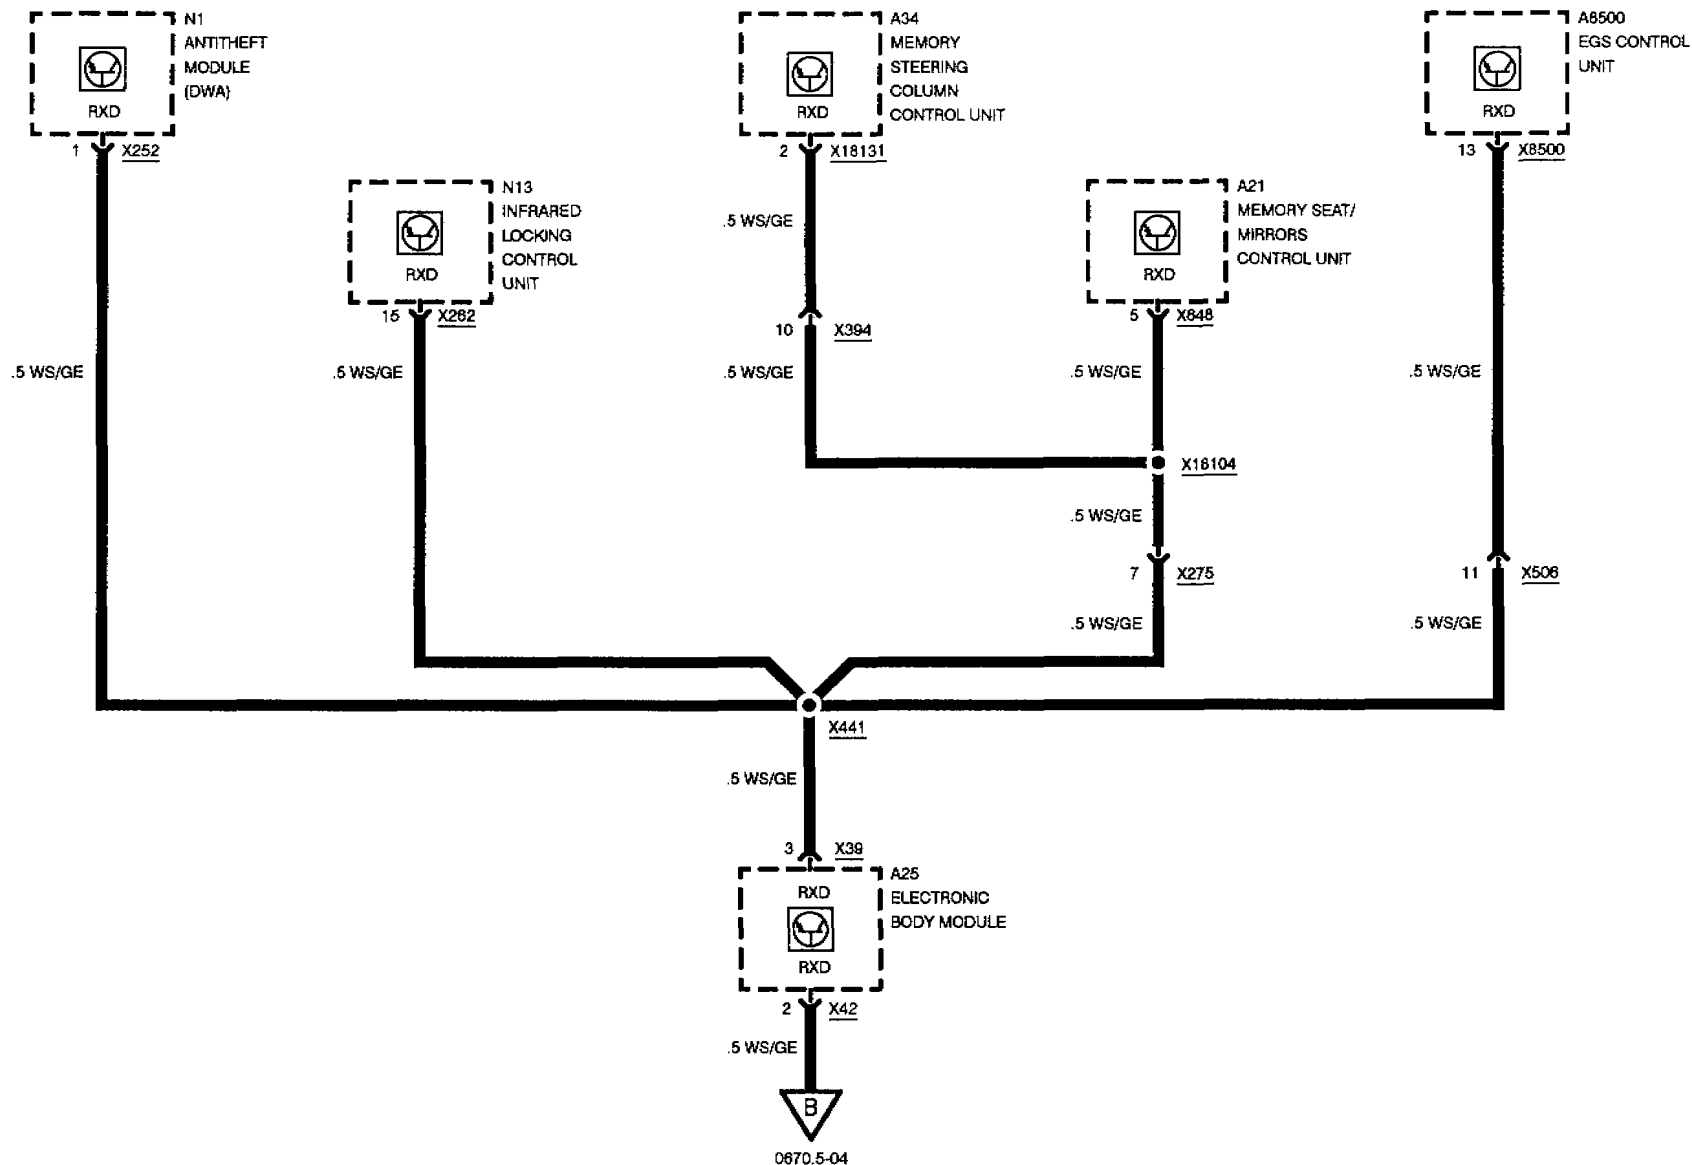 N1
ANTITHEFT
MODULE
(DWA)
RXD
1
X252
A34
MEMORY
STEERING
COLUMN
CONTROL UNIT
RXD
2
X18131
A8500
EGS CONTROL
UNIT
RXD
13
X8500
N13
INFRARED
LOCKING
CONTROL
UNIT
RXD
15
X262
.5 WS/GE
10
X394
A21
MEMORY SEAT/
MIRRORS
CONTROL UNIT
RXD
5
X648
.5 WS/GE
.5 WS/GE
.5 WS/GE
.5 WS/GE
.5 WS/GE
X18104
.5 WS/GE
7
X275
11
X506
.5 WS/GE
.5 WS/GE
X441
.5 WS/GE
3
X39
A25
ELECTRONIC
BODY MODULE
RXD
RXD
2
X42
.5 WS/GE
B
0670.5-04